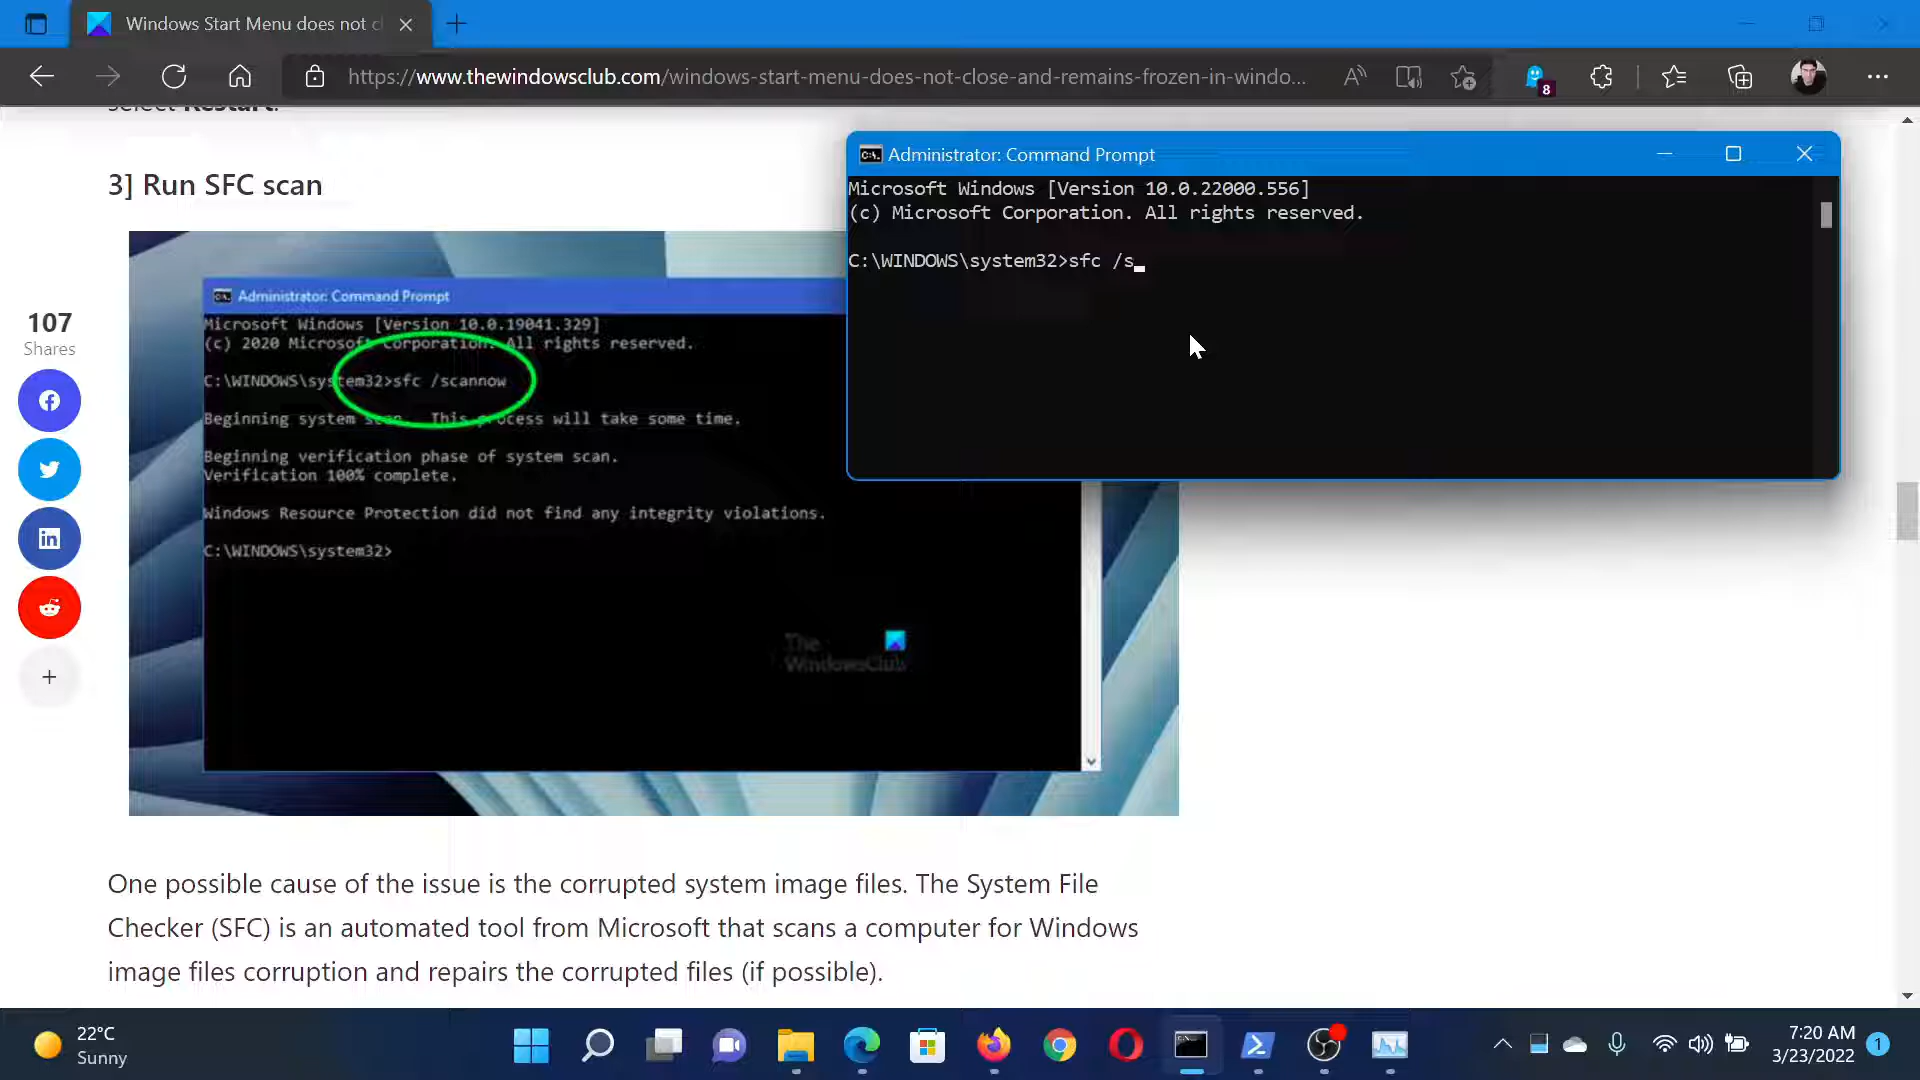 Windows Start Menu does not cl
https://www.thewindowsclub.com/windows-start-menu-does-not-close-and-remains-frozen-in-windo...
8
select Restart.
3] Run SFC scan
107
Shares
Administrator: Command Prompt
Microsoft Windows [Version 10.0.19041.329]
(c) 2020 Microsoft Corporation. All rights reserved.
C:\WINDOWS\system32>sfc /scannow
Beginning system scan. This process will take some time.
Beginning verification phase of system scan.
Verification 100% complete.
Windows Resource Protection did not find any integrity violations.
C:\WINDOWS\system32>
The
WindowsClub
Administrator: Command Prompt
Microsoft Windows [Version 10.0.22000.556]
(c) Microsoft Corporation. All rights reserved.
C:\WINDOWS\system32>sfc /s
One possible cause of the issue is the corrupted system image files. The System File
Checker (SFC) is an automated tool from Microsoft that scans a computer for Windows
image files corruption and repairs the corrupted files (if possible).
22°C
Sunny
7:20 AM
3/23/2022
1